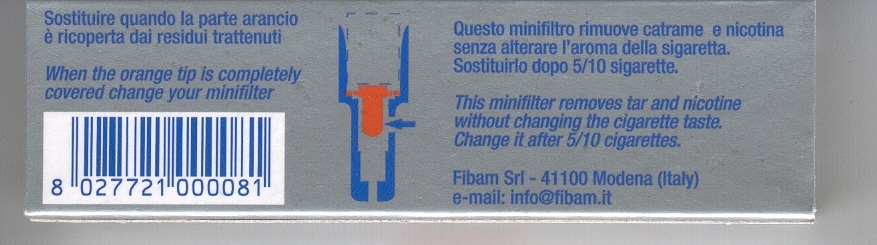 Sostituire quando la parte arancio
è ricoperta dai residui trattenuti
When the orange tip is completely
covered change your minifilter
8 027721 000081
Questo minifiltro rimuove catrame e nicotina
senza alterare l'aroma della sigaretta.
Sostituirlo dopo 5/10 sigarette.
This minifilter removes tar and nicotine
without changing the cigarette taste.
Change it after 5/10 cigarettes.
Fibam Srl - 41100 Modena (Italy)
e-mail: info@fibam.it